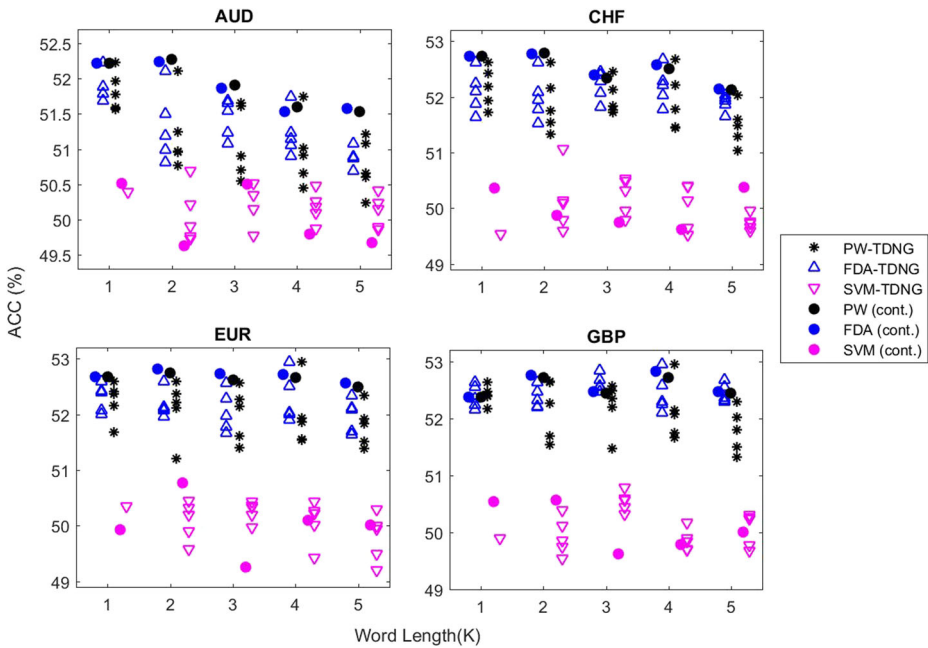 AUD
CHF
52.5
52
51.5
51
50.5
50
49.5
1 2 3 4 5
53
52
51
50
49
1 2 3 4 5
ACC (%)
EUR
GBP
53
52
51
50
49
1 2 3 4 5
53
52
51
50
49
1 2 3 4 5
Word Length(K)
PW-TDNG
FDA-TDNG
SVM-TDNG
PW (cont.)
FDA (cont.)
SVM (cont.)